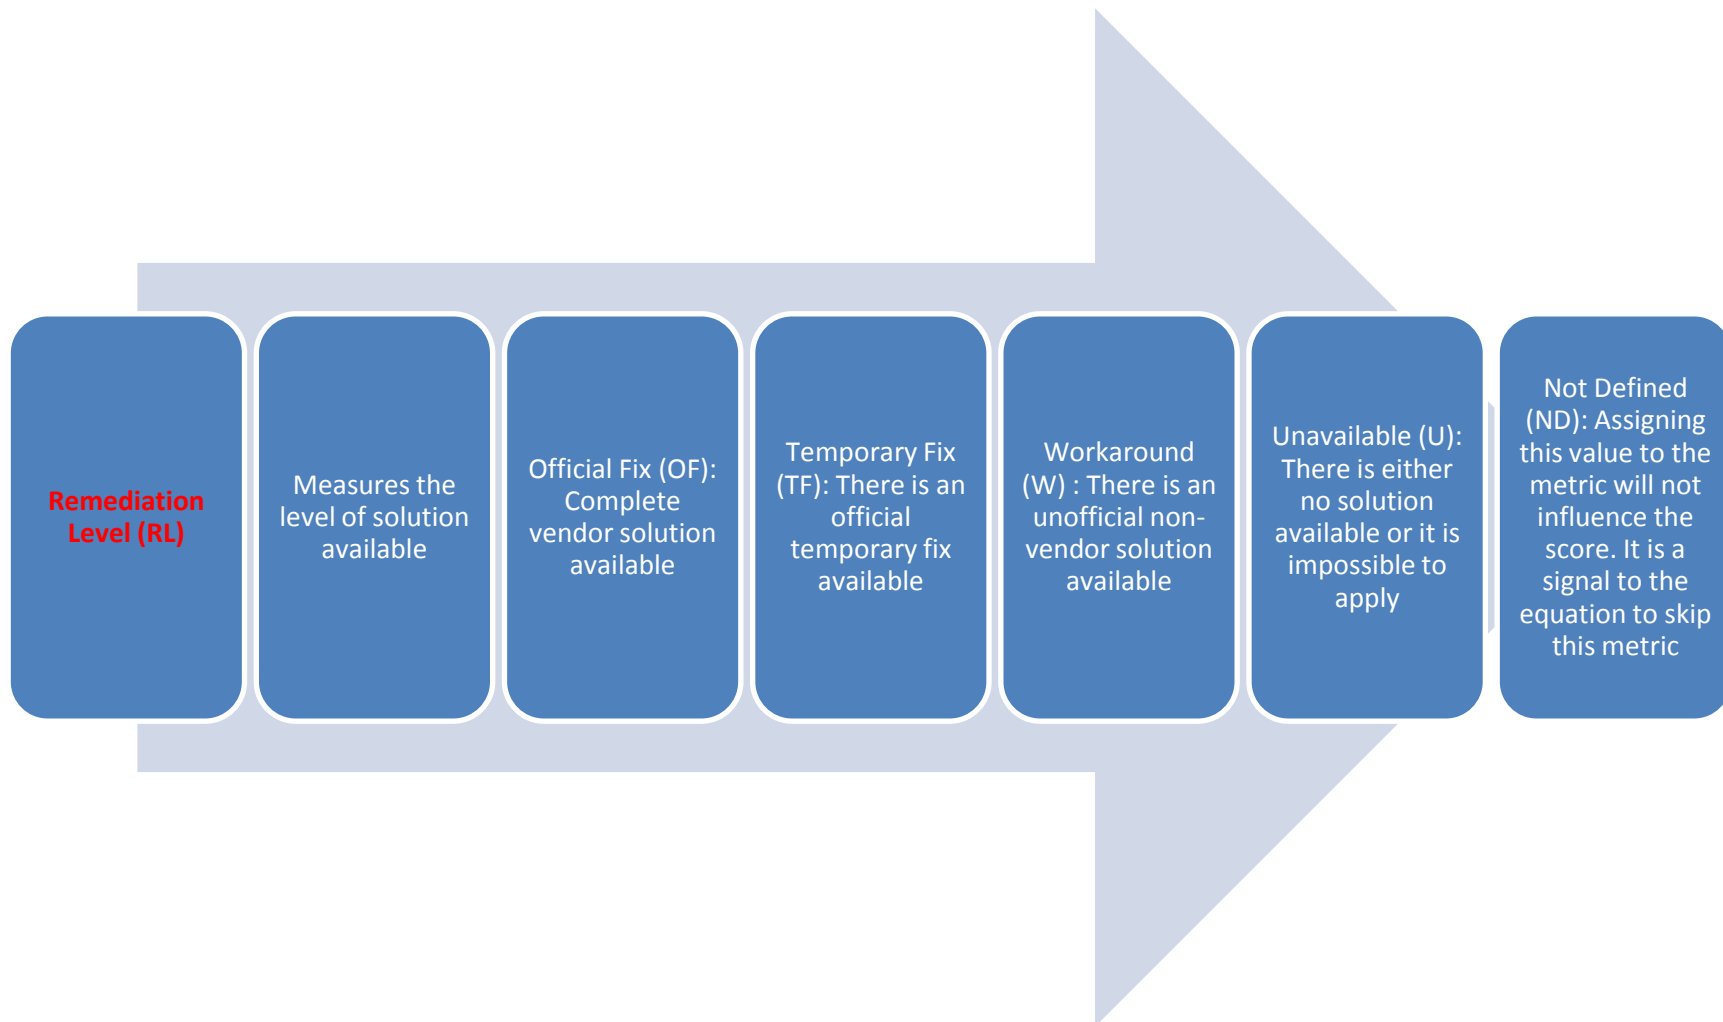 Remediation
Level (RL)
Measures the
level of solution
available
Official Fix (OF):
Complete
vendor solution
available
Temporary Fix
(TF): There is an
official
temporary fix
available
Workaround
(W) : There is an
unofficial non-
vendor solution
available
Unavailable (U):
There is either
no solution
available or it is
impossible to
apply
Not Defined
(ND): Assigning
this value to the
metric will not
influence the
score. It is a
signal to the
equation to skip
this metric